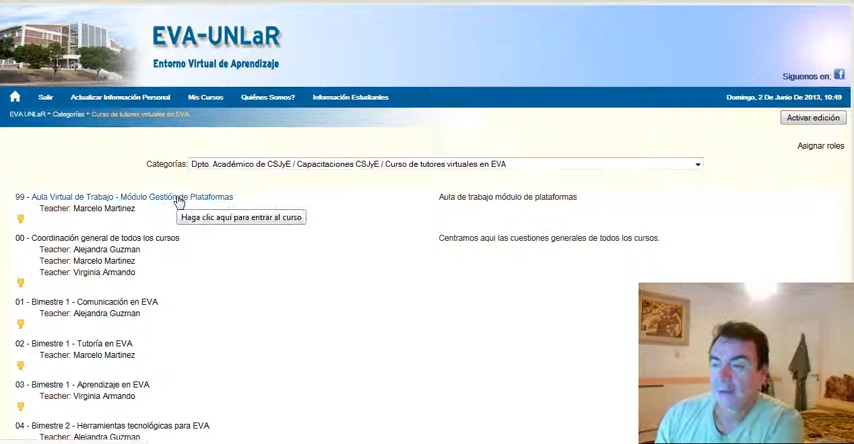 EVA-UNLaR
Entorno Virtual de Aprendizaje
Siguenos en:
Salir Actualizar Información Personal Mis Cursos Quiénes Somos? Información Estudiantes Domingo, 2 De Junio De 2013, 10:49
EVA UNLaR Categorías Curso de tutores virtuales en EVA
Activar edición
Asignar roles
Categorías: Dpto. Académico de CSJyE / Capacitaciones CSJyE / Curso de tutores virtuales en EVA
99 - Aula Virtual de Trabajo - Módulo Gestión de Plataformas Aula de trabajo módulo de plataformas
Teacher: Marcelo Martinez
Haga clic aquí para entrar al curso
00 - Coordinación general de todos los cursos Centramos aqui las cuestiones generales de todos los cursos.
Teacher: Alejandra Guzman
Teacher: Marcelo Martinez
Teacher: Virginia Armando
01 - Bimestre 1 - Comunicación en EVA
Teacher: Alejandra Guzman
02 - Bimestre 1 - Tutoría en EVA
Teacher: Marcelo Martinez
03 - Bimestre 1 - Aprendizaje en EVA
Teacher: Virginia Armando
04 - Bimestre 2 - Herramientas tecnológicas para EVA
Teacher: Alejandra Guzman